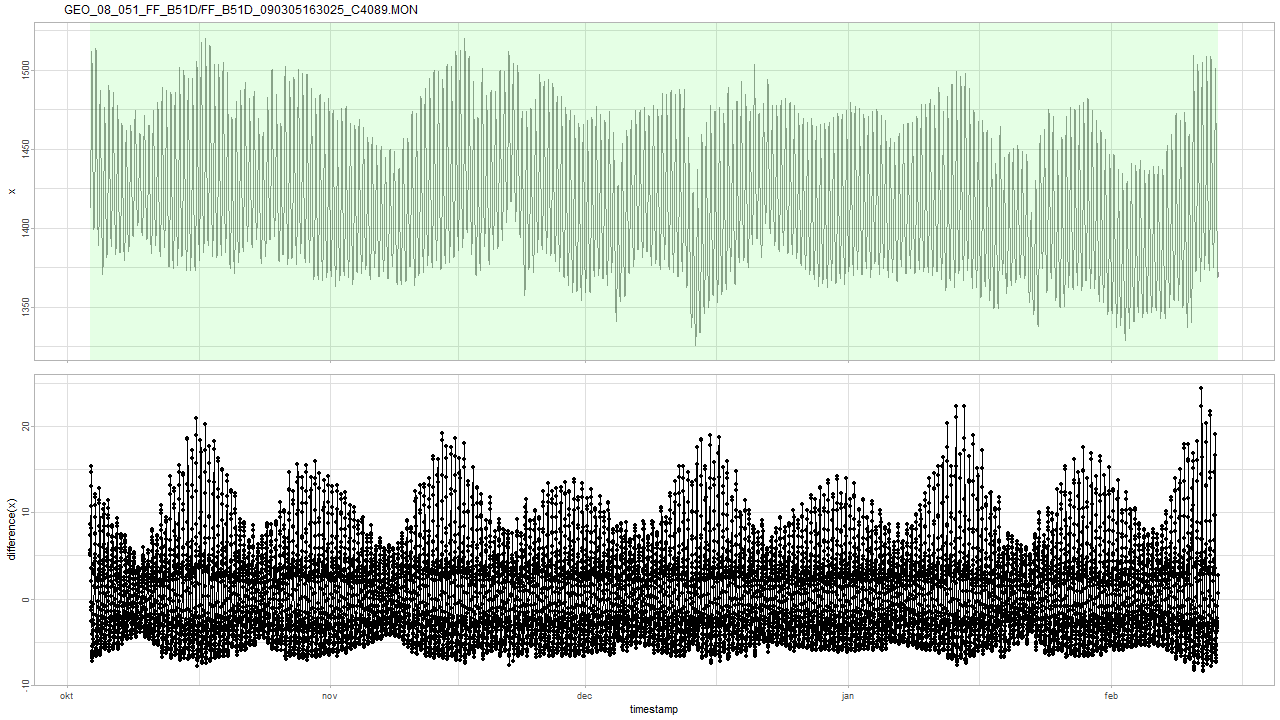 GEO_08_051_FF_B51D/FF_B51D_090305163025_C4089.MON
1500
1450
x
1400
1350
20
10
difference(x)
0
-10
okt nov dec jan feb
timestamp